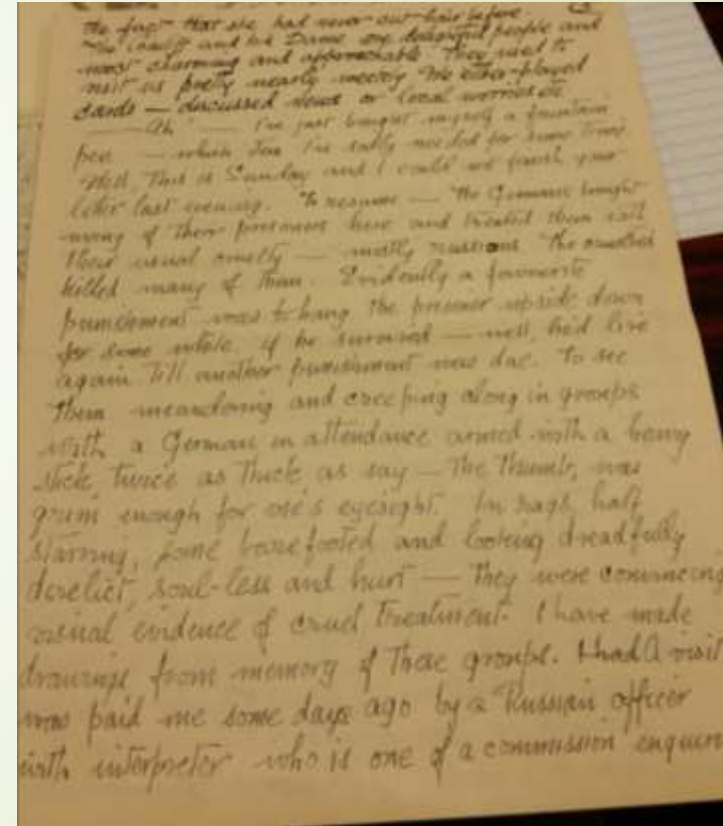 the fact that she had never our hair before.
The Bailiff and his Dame are delightful people and
most charming and approachable They used to
visit us pretty nearly weekly We either played
cards — discussed news or local worries etc
— Ah — I've just bought myself a fountain
pen — which I've sadly needed for some time
Well, This is Sunday and I could not finish your
letter last evening. To resume — The Germans brought
many of their prisoners here and treated them with
their usual cruelty — mostly russians The
killed many of them. Evidently a favourite
punishment was to hang the prisoner upside down
for some while, if he survived — well, he'd live
again Till another punishment was due. To see
them meandering and creeping along in groups
with a German in attendance armed with a heavy
stick twice as thick as say — the Thumb, was
grim enough for one's eyesight. In rags, half
starving, some barefooted and looking dreadfully
derelict, soul-less and hurt — They were convincing
visual evidence of cruel Treatment. I have made
drawings from memory of these groups. I had A visit
was paid me some days ago by a Russian officer
with interpreter who is one of a commission